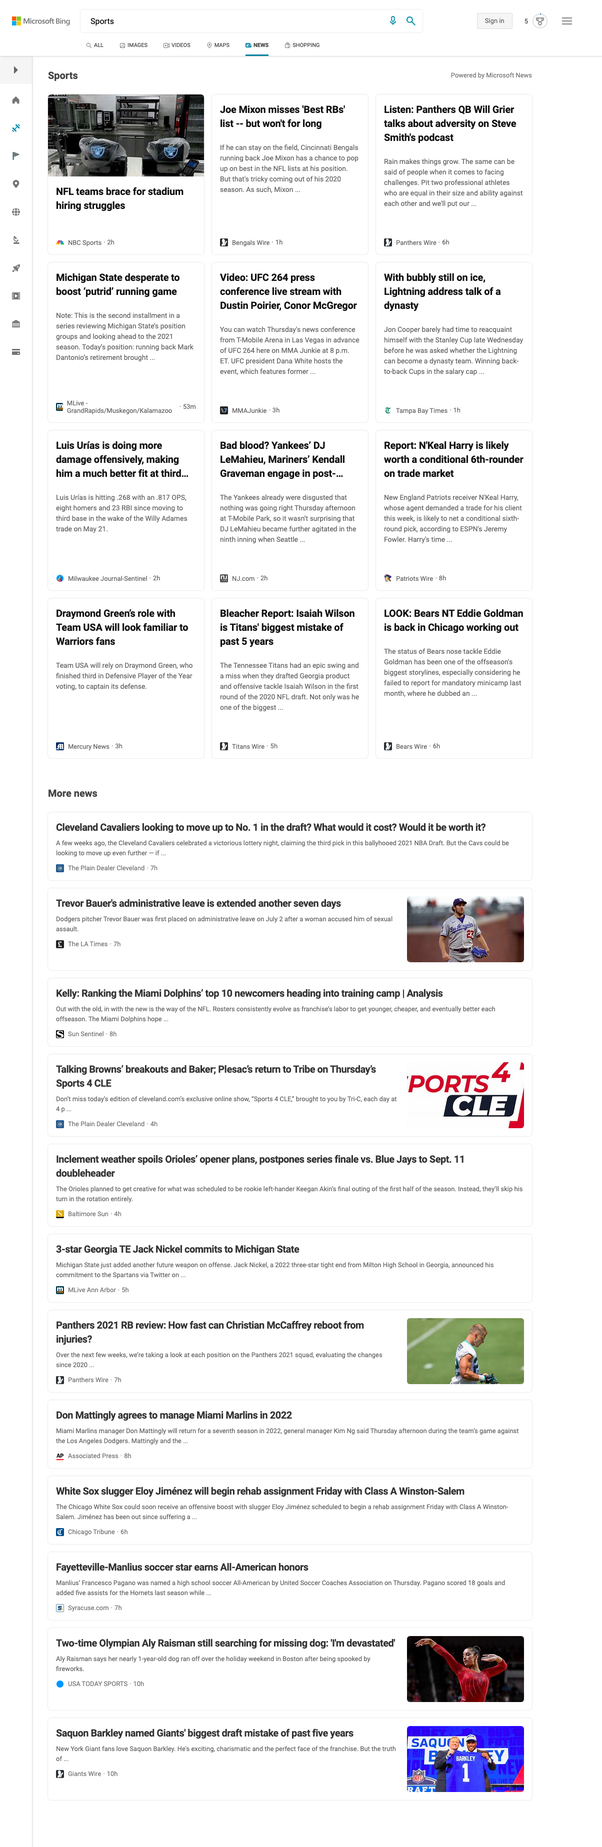 Microsoft Bing
Sports
Sign in
5
ALL
IMAGES
VIDEOS
MAPS
NEWS
SHOPPING
Sports
Powered by Microsoft News
NFL teams brace for stadium
hiring struggles
NBC Sports · 2h
Joe Mixon misses 'Best RBs'
list -- but won't for long
If he can stay on the field, Cincinnati Bengals
running back Joe Mixon has a chance to pop
up on best in the NFL lists at his position.
But that's tricky coming out of his 2020
season. As such, Mixon ...
Bengals Wire · 1h
Listen: Panthers QB Will Grier
talks about adversity on Steve
Smith's podcast
Rain makes things grow. The same can be
said of people when it comes to facing
challenges. Pit two professional athletes
who are equal in their size and ability against
each other and we'll put our ...
Panthers Wire · 6h
Michigan State desperate to
boost 'putrid' running game
Note: This is the second installment in a
series reviewing Michigan State's position
groups and looking ahead to the 2021
season. Today's position: running back Mark
Dantonio's retirement brought ...
MLive -
GrandRapids/Muskegon/Kalamazoo · 53m
Video: UFC 264 press
conference live stream with
Dustin Poirier, Conor McGregor
You can watch Thursday's news conference
from T-Mobile Arena in Las Vegas in advance
of UFC 264 here on MMA Junkie at 8 p.m.
ET. UFC president Dana White hosts the
event, which features former ...
MMAJunkie · 3h
With bubbly still on ice,
Lightning address talk of a
dynasty
Jon Cooper barely had time to reacquaint
himself with the Stanley Cup late Wednesday
before he was asked whether the Lightning
can become a dynasty team. Winning back-
to-back Cups in the salary cap ...
Tampa Bay Times · 1h
Luis Urías is doing more
damage offensively, making
him a much better fit at third...
Luis Urías is hitting .268 with an .817 OPS,
eight homers and 23 RBI since moving to
third base in the wake of the Willy Adames
trade on May 21.
Milwaukee Journal-Sentinel · 2h
Bad blood? Yankees' DJ
LeMahieu, Mariners' Kendall
Graveman engage in post-...
The Yankees already were disgusted that
nothing was going right Thursday afternoon
at T-Mobile Park, so it wasn't surprising that
DJ LeMahieu became further agitated in the
ninth inning when Seattle ...
NJ.com · 2h
Report: N'Keal Harry is likely
worth a conditional 6th-rounder
on trade market
New England Patriots receiver N'Keal Harry,
whose agent demanded a trade for his client
this week, is likely to net a conditional sixth-
round pick, according to ESPN's Jeremy
Fowler. Harry's time ...
Patriots Wire · 8h
Draymond Green's role with
Team USA will look familiar to
Warriors fans
Team USA will rely on Draymond Green, who
finished third in Defensive Player of the Year
voting, to captain its defense.
Mercury News · 3h
Bleacher Report: Isaiah Wilson
is Titans' biggest mistake of
past 5 years
The Tennessee Titans had an epic swing and
a miss when they drafted Georgia product
and offensive tackle Isaiah Wilson in the first
round of the 2020 NFL draft. Not only was he
one of the biggest ...
Titans Wire · 5h
LOOK: Bears NT Eddie Goldman
is back in Chicago working out
The status of Bears nose tackle Eddie
Goldman has been one of the offseason's
biggest storylines, especially considering he
failed to report for mandatory minicamp last
month, where he dubbed an ...
Bears Wire · 6h
More news
Cleveland Cavaliers looking to move up to No. 1 in the draft? What would it cost? Would it be worth it?
A few weeks ago, the Cleveland Cavaliers celebrated a victorious lottery night, claiming the third pick in this ballyhooed 2021 NBA Draft. But the Cavs could be
looking to move up even further — if ...
The Plain Dealer Cleveland · 7h
Trevor Bauer's administrative leave is extended another seven days
Dodgers pitcher Trevor Bauer was first placed on administrative leave on July 2 after a woman accused him of sexual
assault.
The LA Times · 7h
Kelly: Ranking the Miami Dolphins' top 10 newcomers heading into training camp | Analysis
Out with the old, in with the new is the way of the NFL. Rosters consistently evolve as franchise's labor to get younger, cheaper, and eventually better each
offseason. The Miami Dolphins hope ...
Sun Sentinel · 8h
Talking Browns' breakouts and Baker; Plesac's return to Tribe on Thursday's
Sports 4 CLE
Don't miss today's edition of cleveland.com's exclusive online show, "Sports 4 CLE," brought to you by Tri-C, each day at
4 p ...
The Plain Dealer Cleveland · 4h
PORTS 4
CLE
Inclement weather spoils Orioles' opener plans, postpones series finale vs. Blue Jays to Sept. 11
doubleheader
The Orioles planned to get creative for what was scheduled to be rookie left-hander Keegan Akin's final outing of the first half of the season. Instead, they'll skip his
turn in the rotation entirely.
Baltimore Sun · 4h
3-star Georgia TE Jack Nickel commits to Michigan State
Michigan State just added another future weapon on offense. Jack Nickel, a 2022 three-star tight end from Milton High School in Georgia, announced his
commitment to the Spartans via Twitter on ...
MLive Ann Arbor · 5h
Panthers 2021 RB review: How fast can Christian McCaffrey reboot from
injuries?
Over the next few weeks, we're taking a look at each position on the Panthers 2021 squad, evaluating the changes
since 2020 ...
Panthers Wire · 7h
Don Mattingly agrees to manage Miami Marlins in 2022
Miami Marlins manager Don Mattingly will return for a seventh season in 2022, general manager Kim Ng said Thursday afternoon during the team's game against
the Los Angeles Dodgers. Mattingly and the ...
AP
Associated Press · 8h
White Sox slugger Eloy Jiménez will begin rehab assignment Friday with Class A Winston-Salem
The Chicago White Sox could soon receive an offensive boost with slugger Eloy Jiménez scheduled to begin a rehab assignment Friday with Class A Winston-
Salem. Jiménez has been out since suffering a ...
Chicago Tribune · 6h
Fayetteville-Manlius soccer star earns All-American honors
Manlius' Francesco Pagano was named a high school soccer All-American by United Soccer Coaches Association on Thursday. Pagano scored 18 goals and
added five assists for the Hornets last season while ...
Syracuse.com · 7h
Two-time Olympian Aly Raisman still searching for missing dog: 'I'm devastated'
Aly Raisman says her nearly 1-year-old dog ran off over the holiday weekend in Boston after being spooked by
fireworks.
USA TODAY SPORTS · 10h
Saquon Barkley named Giants' biggest draft mistake of past five years
New York Giant fans love Saquon Barkley. He's exciting, charismatic and the perfect face of the franchise. But the truth
of ...
Giants Wire · 10h
SAQUO
BARKLEY
1